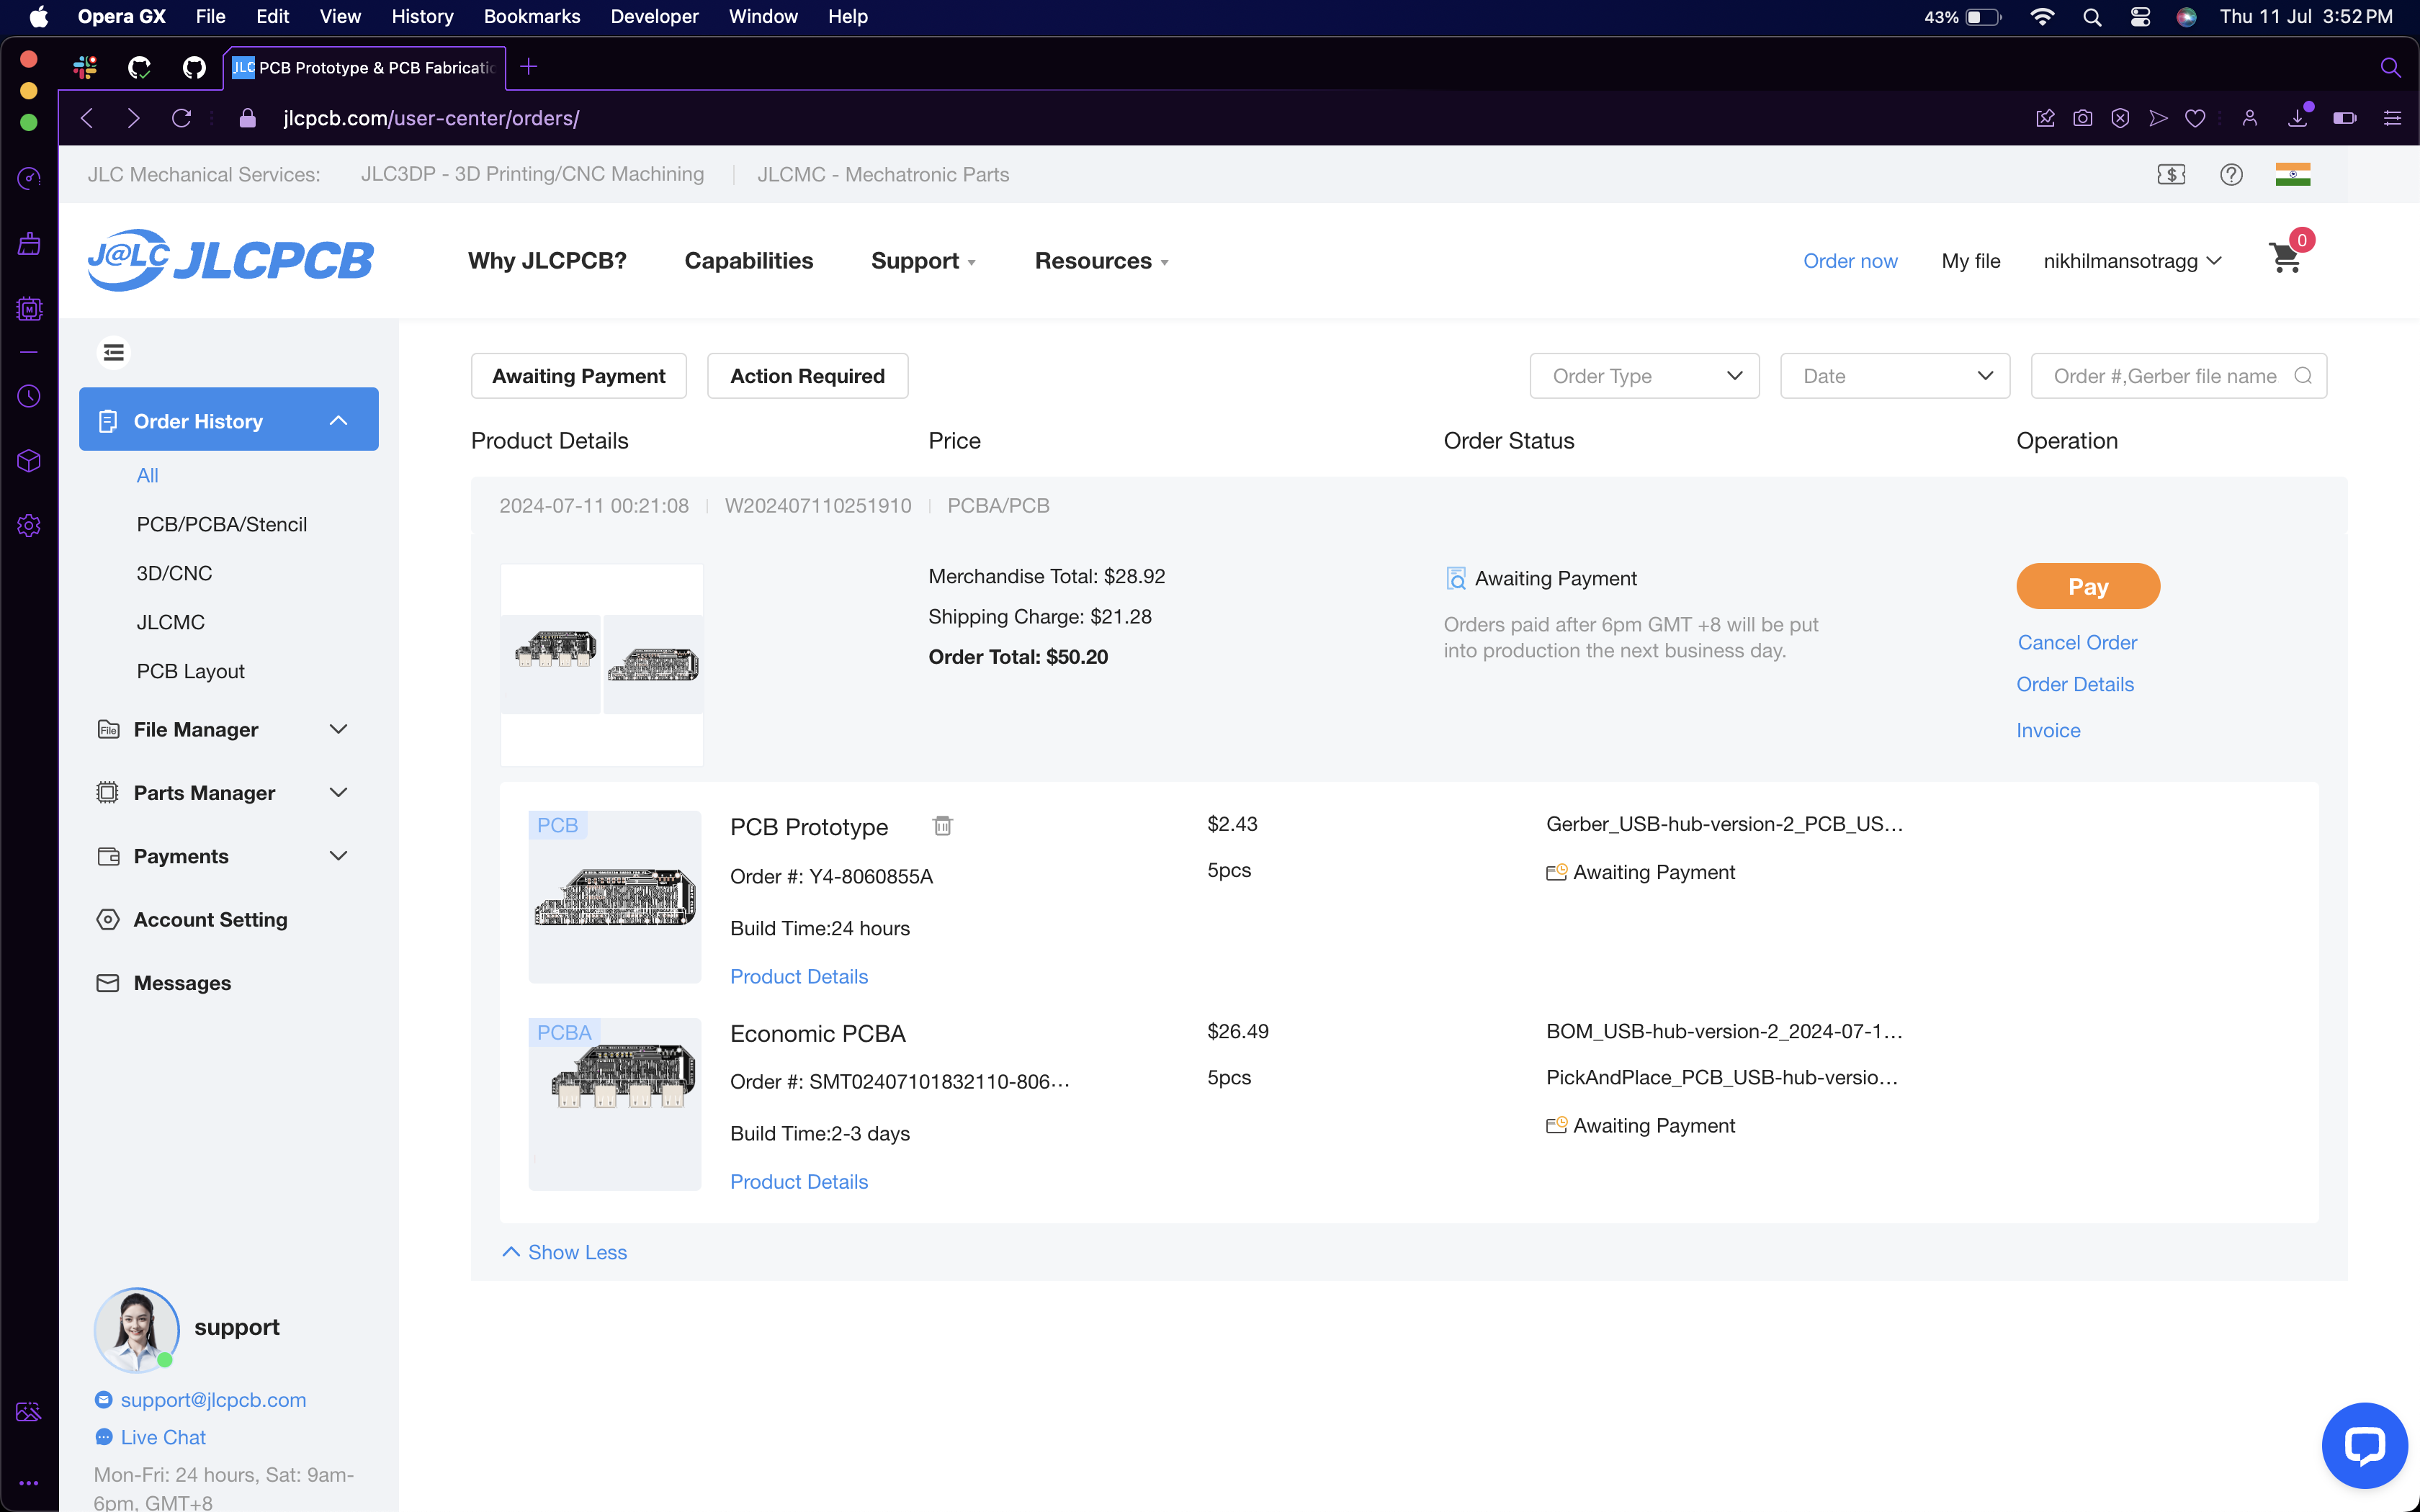 Opera GX File Edit View History Bookmarks Developer Window Help 43% Thu 11 Jul 3:52 PM
JLC PCB Prototype & PCB Fabricatio
jlcpcb.com/user-center/orders/
JLC Mechanical Services: JLC3DP - 3D Printing/CNC Machining JLCMC - Mechatronic Parts
J@LC JLCPCB Why JLCPCB? Capabilities Support Resources Order now My file nikhilmansotragg 0
Awaiting Payment Action Required Order Type Date Order #,Gerber file name
Order History
All
PCB/PCBA/Stencil
3D/CNC
JLCMC
PCB Layout
File Manager
Parts Manager
Payments
Account Setting
Messages
support
support@jlcpcb.com
Live Chat
Mon-Fri: 24 hours, Sat: 9am-
6pm, GMT+8
Product Details Price Order Status Operation
2024-07-11 00:21:08 W202407110251910 PCBA/PCB
Merchandise Total: $28.92
Shipping Charge: $21.28
Order Total: $50.20
Awaiting Payment
Orders paid after 6pm GMT +8 will be put
into production the next business day.
Pay
Cancel Order
Order Details
Invoice
PCB
PCB Prototype
Order #: Y4-8060855A
Build Time:24 hours
Product Details
$2.43
5pcs
Gerber_USB-hub-version-2_PCB_US...
Awaiting Payment
PCBA
Economic PCBA
Order #: SMT02407101832110-806...
Build Time:2-3 days
Product Details
$26.49
5pcs
BOM_USB-hub-version-2_2024-07-1...
PickAndPlace_PCB_USB-hub-versio...
Awaiting Payment
Show Less